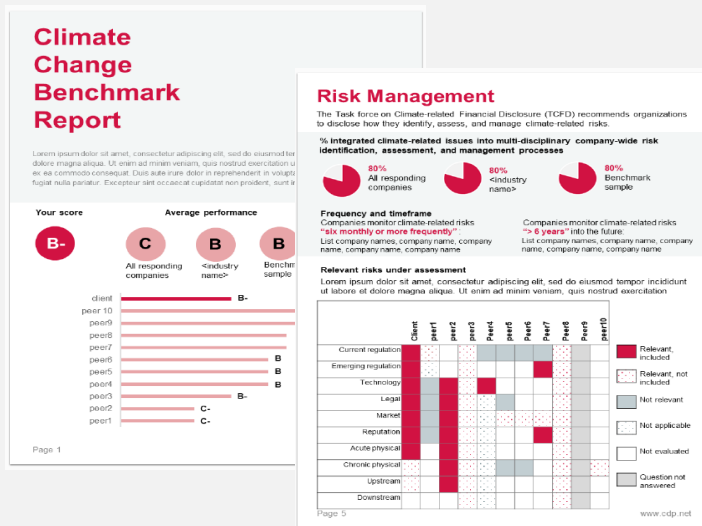 Climate
Change
Benchmark
Report
Lorem ipsum dolor sit amet, consectetur adipiscing elit, sed do eiusmod ter
dolore magna aliqua. Ut enim ad minim veniam, quis nostrud exercitation u
ex ea commodo consequat. Duis aute irure dolor in reprehenderit in volupta
fugiat nulla pariatur. Excepteur sint occaecat cupidatat non proident, sunt ir
Your score
Average performance
B-
C
B
B
All responding
companies
<industry
name>
Benchm
sample
client B-
peer 10
peer9
peer8
peer7
peer6 B
peer5 B
peer4 B
peer3 B-
peer2 C-
peer1 C-
Page 1
Risk Management
The Task force on Climate-related Financial Disclosure (TCFD) recommends organizations
to disclose how they identify, assess, and manage climate-related risks.
% Integrated climate-related issues into multi-disciplinary company-wide risk
identification, assessment, and management processes
80%
All responding
companies
80%
<industry
name>
80%
Benchmark
sample
Frequency and timeframe
Companies monitor climate-related risks
"six monthly or more frequently":
List company names, company name, company
name, company name, company name
Companies monitor climate-related risks
"> 6 years" into the future:
List company names, company name, company
name, company name, company name
Relevant risks under assessment
Lorem ipsum dolor sit amet, consectetur adipiscing elit, sed do eiusmod tempor incididunt
ut labore et dolore magna aliqua. Ut enim ad minim veniam, quis nostrud exercitation
Client peer1 peer2 peer3 Peer4 peer5 Peer6 Peer7 Peer8 Peer9 peer10
Current regulation
Emerging regulation
Technology
Legal
Market
Reputation
Acute physical
Chronic physical
Upstream
Downstream
Relevant,
included
Relevant, not
included
Not relevant
Not applicable
Not evaluated
Question not
answered
Page 5
www.cdp.net